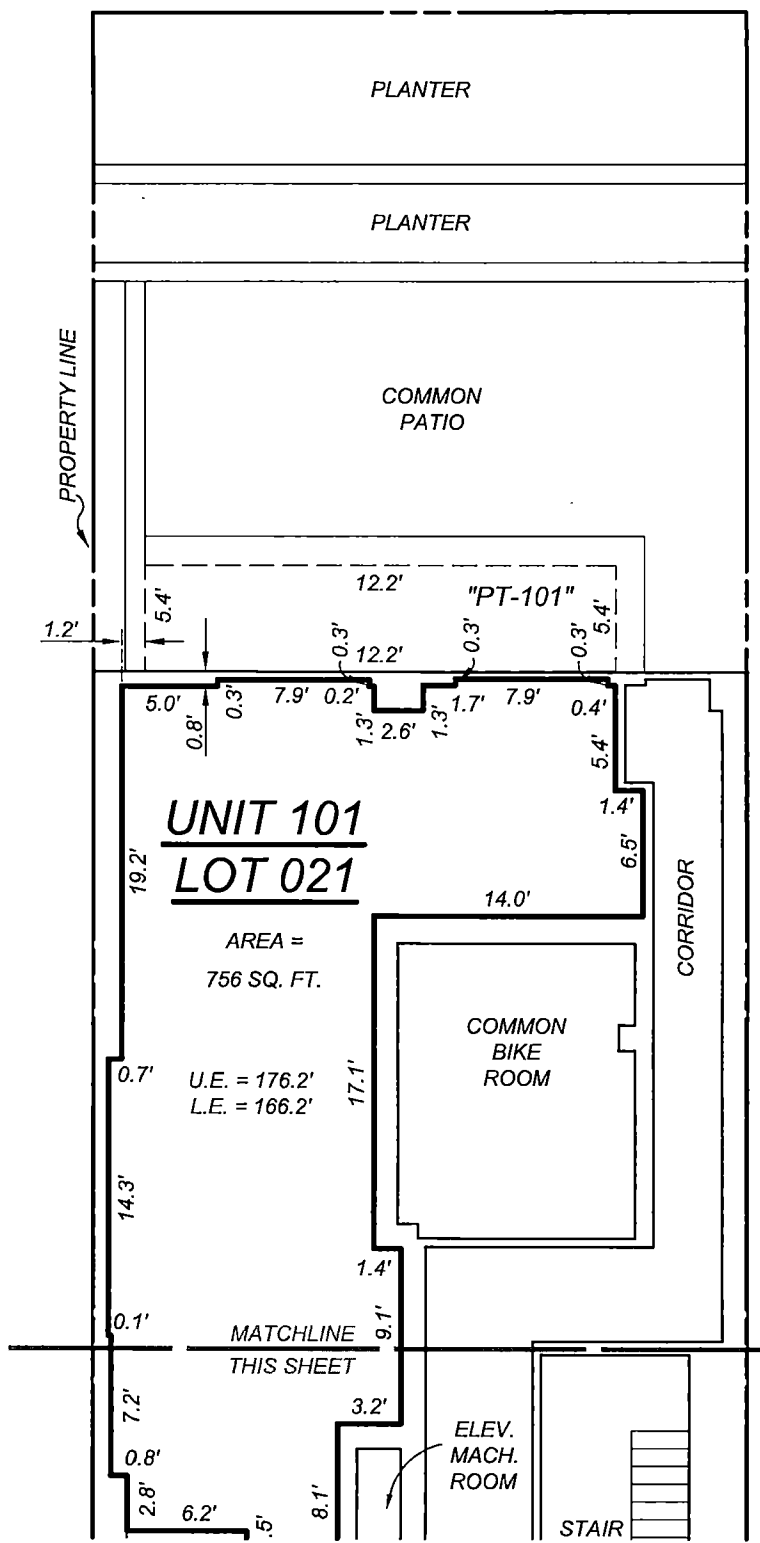 PLANTER
PLANTER
PROPERTY LINE
COMMON
PATIO
12.2'
"PT-101"
5.4'
5.4'
1.2'
12.2'
0.3'
0.3'
0.3'
5.0'
0.3'
7.9'
0.2'
1.7'
7.9'
0.4'
0.8'
1.3'
2.6'
1.3'
5.4'
1.4'
UNIT 101
LOT 021
19.2'
6.5'
14.0'
AREA =
756 SQ. FT.
CORRIDOR
COMMON
BIKE
ROOM
0.7'
U.E. = 176.2'
L.E. = 166.2'
17.1'
14.3'
1.4'
0.1'
9.1'
MATCHLINE
THIS SHEET
7.2'
3.2'
ELEV.
MACH.
ROOM
0.8'
2.8'
6.2'
.5'
8.1'
STAIR